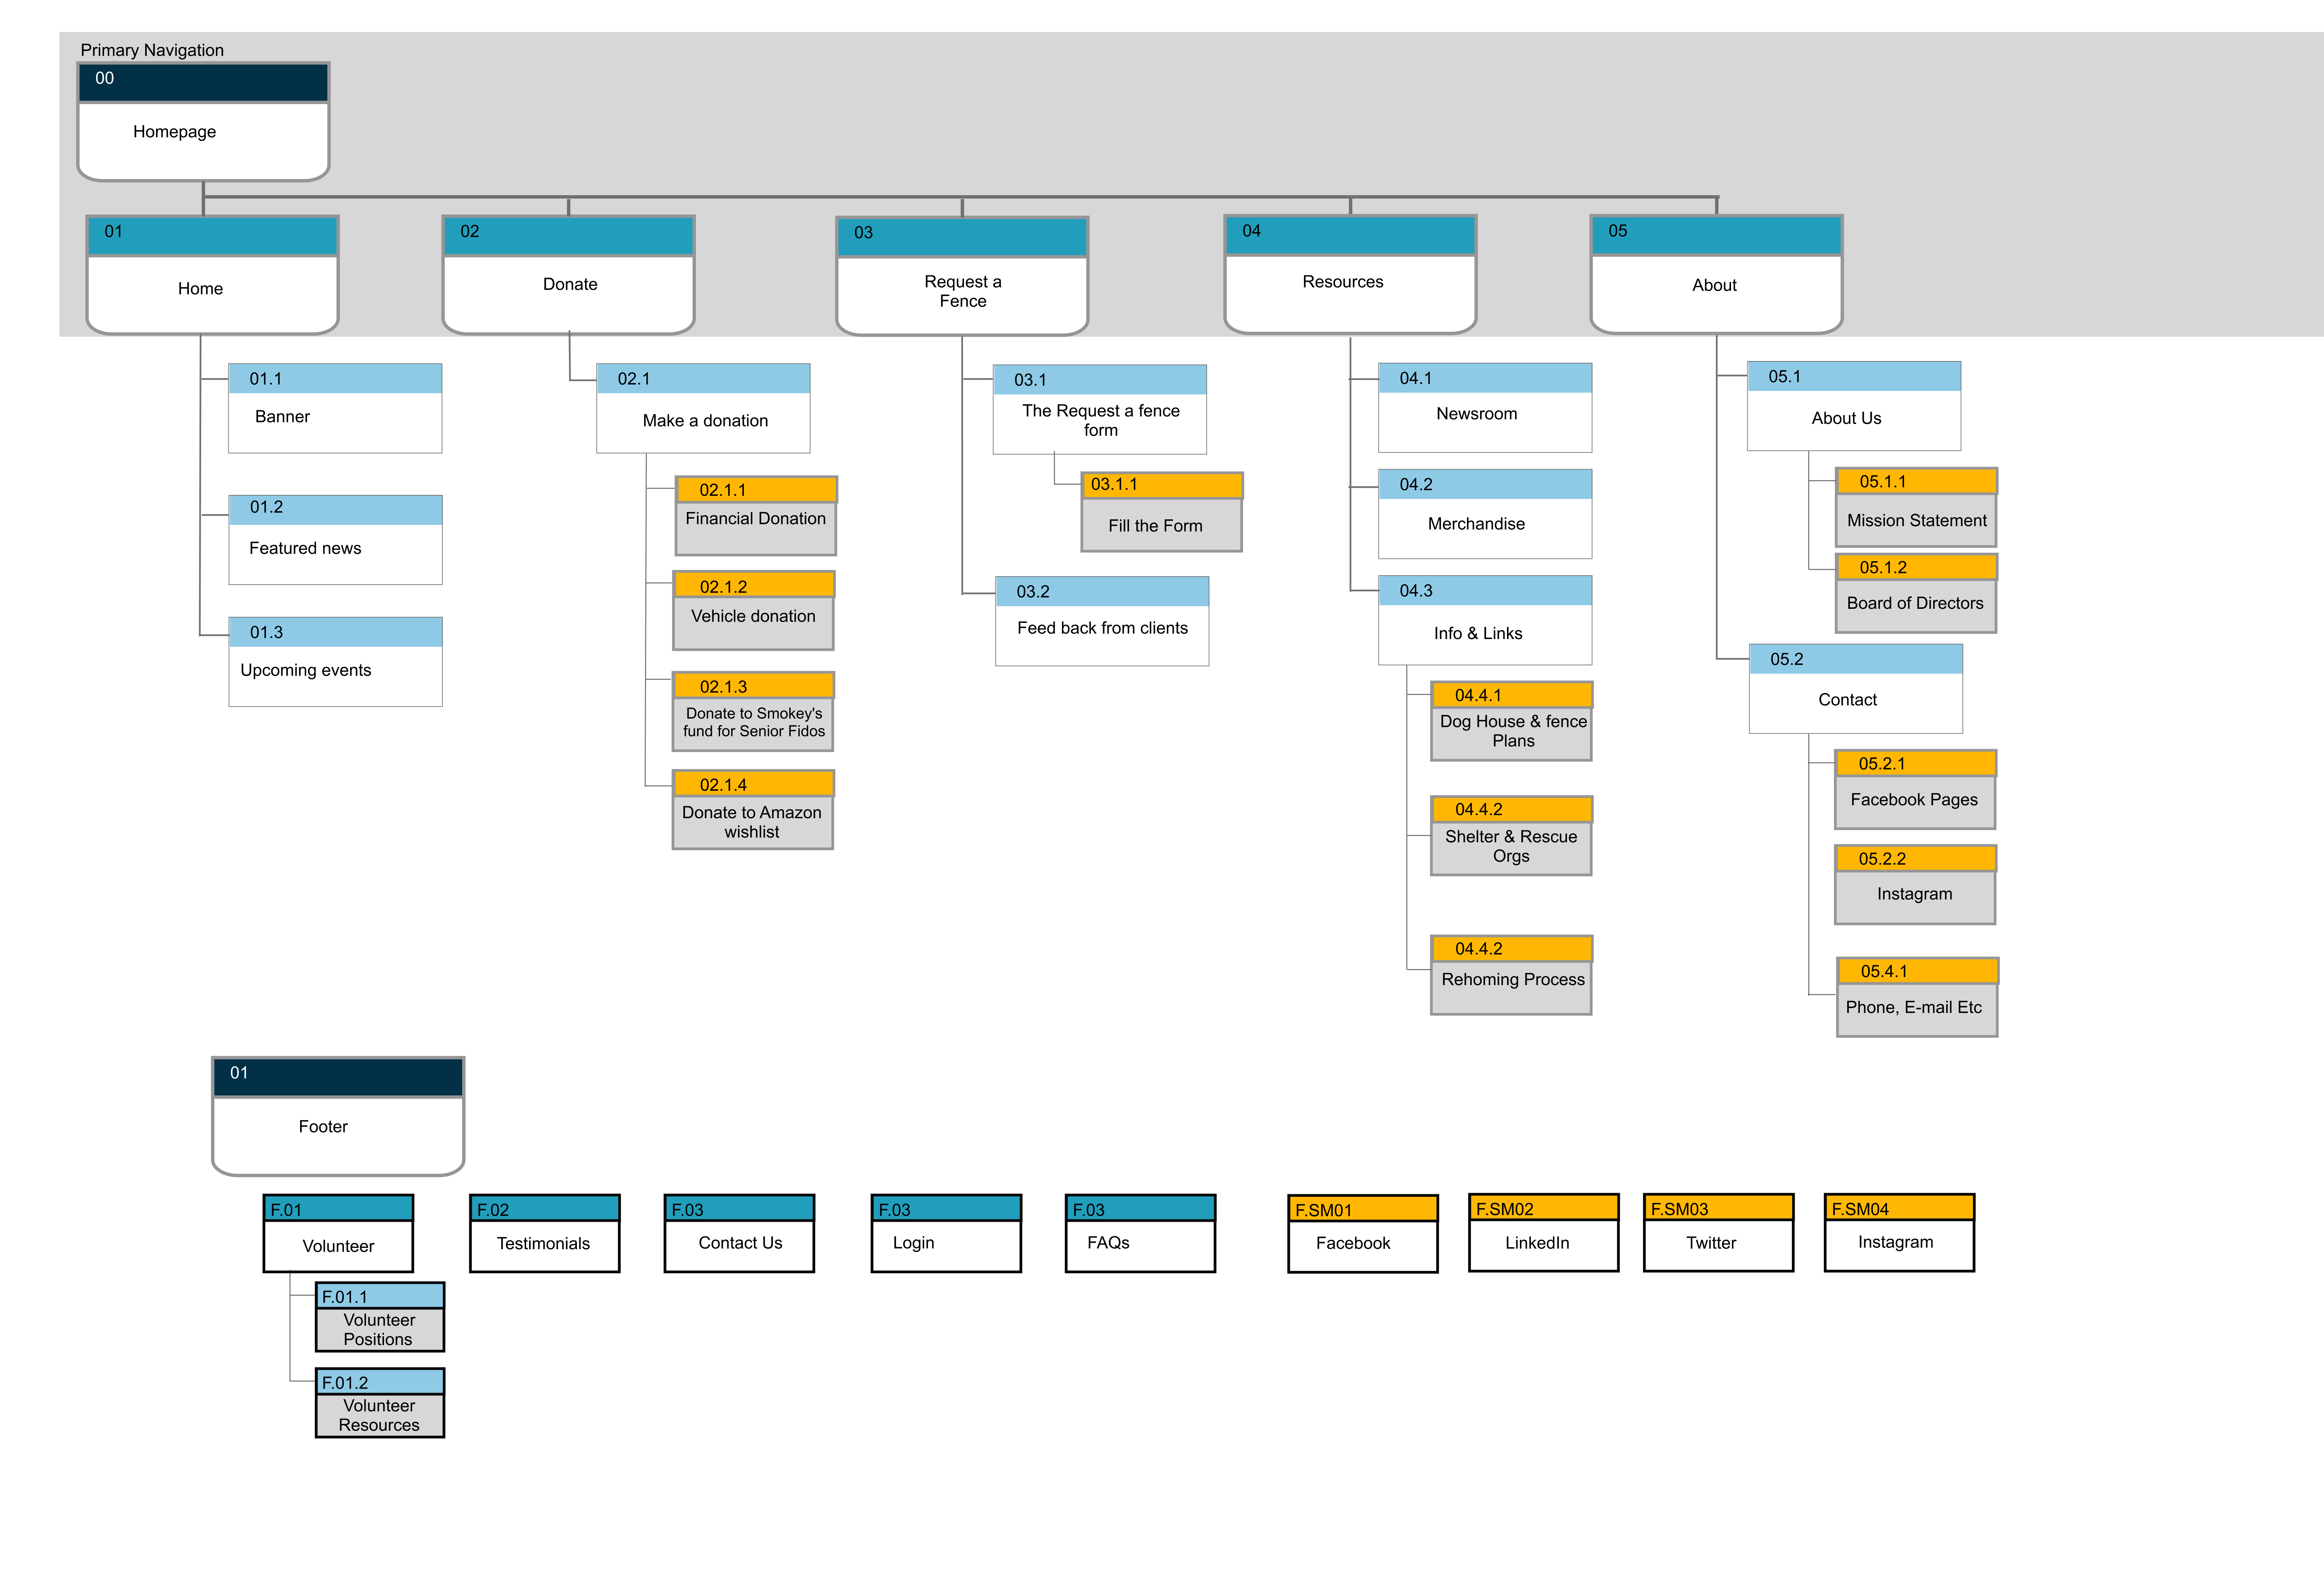 Primary Navigation
00
Homepage
01
Home
02
Donate
03
Request a
Fence
04
Resources
05
About
01.1
Banner
01.2
Featured news
01.3
Upcoming events
02.1
Make a donation
02.1.1
Financial Donation
02.1.2
Vehicle donation
02.1.3
Donate to Smokey's
fund for Senior Fidos
02.1.4
Donate to Amazon
wishlist
03.1
The Request a fence
form
03.1.1
Fill the Form
03.2
Feed back from clients
04.1
Newsroom
04.2
Merchandise
04.3
Info & Links
04.4.1
Dog House & fence
Plans
04.4.2
Shelter & Rescue
Orgs
04.4.2
Rehoming Process
05.1
About Us
05.1.1
Mission Statement
05.1.2
Board of Directors
05.2
Contact
05.2.1
Facebook Pages
05.2.2
Instagram
05.4.1
Phone, E-mail Etc
01
Footer
F.01
Volunteer
F.01.1
Volunteer
Positions
F.01.2
Volunteer
Resources
F.02
Testimonials
F.03
Contact Us
F.03
Login
F.03
FAQs
F.SM01
Facebook
F.SM02
LinkedIn
F.SM03
Twitter
F.SM04
Instagram